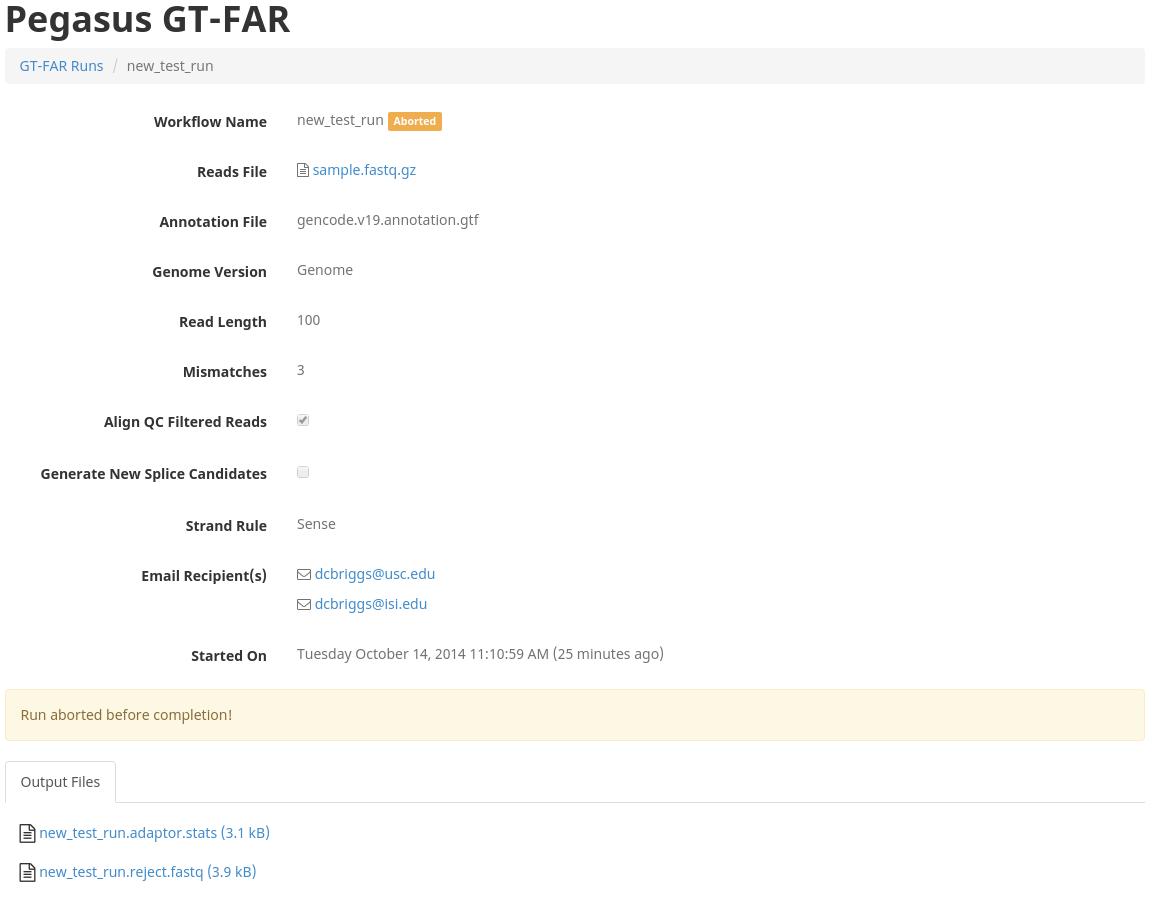 Pegasus GT-FAR
GT-FAR Runs / new_test_run
Workflow Name new_test_run Aborted
Reads File sample.fastq.gz
Annotation File gencode.v19.annotation.gtf
Genome Version Genome
Read Length 100
Mismatches 3
Align QC Filtered Reads
Generate New Splice Candidates
Strand Rule Sense
Email Recipient(s) dcbriggs@usc.edu
dcbriggs@isi.edu
Started On Tuesday October 14, 2014 11:10:59 AM (25 minutes ago)
Run aborted before completion!
Output Files
new_test_run.adaptor.stats (3.1 kB)
new_test_run.reject.fastq (3.9 kB)